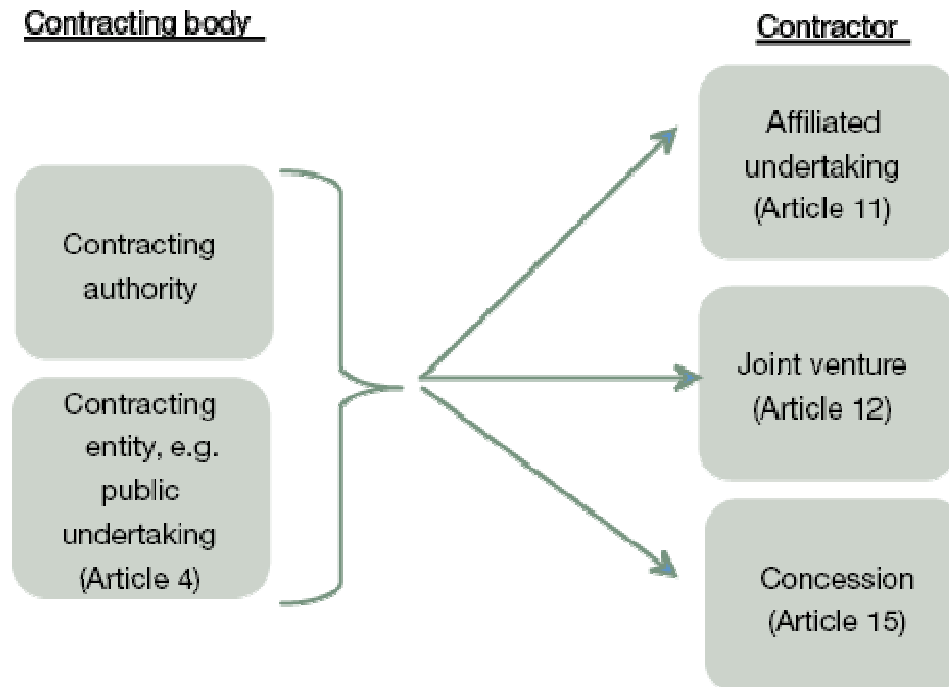 Contracting body
Contracting
authority
Contracting
entity, e.g.
public
undertaking
(Article 4)
Contractor
Affiliated
undertaking
(Article 11)
Joint venture
(Article 12)
Concession
(Article 15)